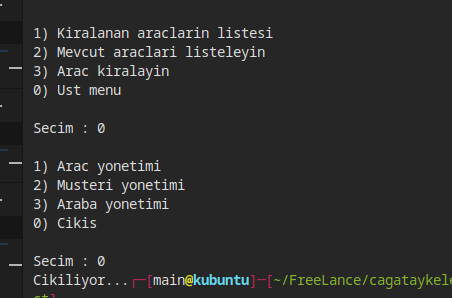 1) Kiralanan araclarin listesi
2) Mevcut araclari listeleyin
3) Arac kiralayin
0) Ust menu
Secim : 0
1) Arac yonetimi
2) Musteri yonetimi
3) Araba yonetimi
0) Cikis
Secim : 0
Cikiliyor...┌─[main@kubuntu]─[~/FreeLance/cagataykele